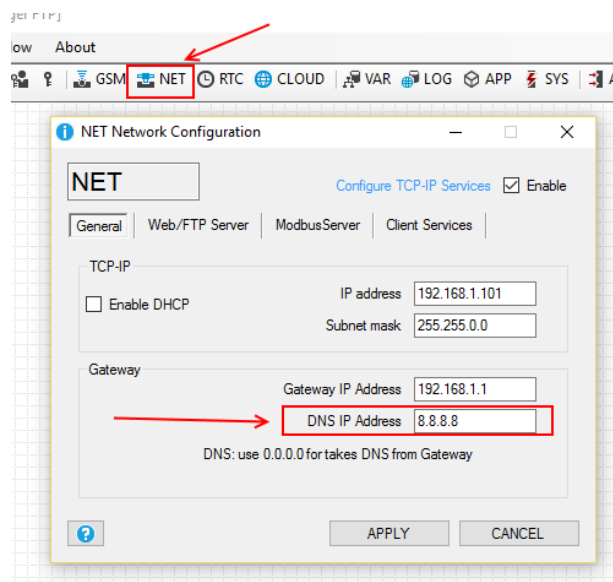 low About
GSM NET RTC CLOUD VAR LOG APP SYS
NET Network Configuration
NET
Configure TCP-IP Services Enable
General Web/FTP Server ModbusServer Client Services
TCP-IP
Enable DHCP
IP address 192.168.1.101
Subnet mask 255.255.0.0
Gateway
Gateway IP Address 192.168.1.1
DNS IP Address 8.8.8.8
DNS: use 0.0.0.0 for takes DNS from Gateway
APPLY CANCEL